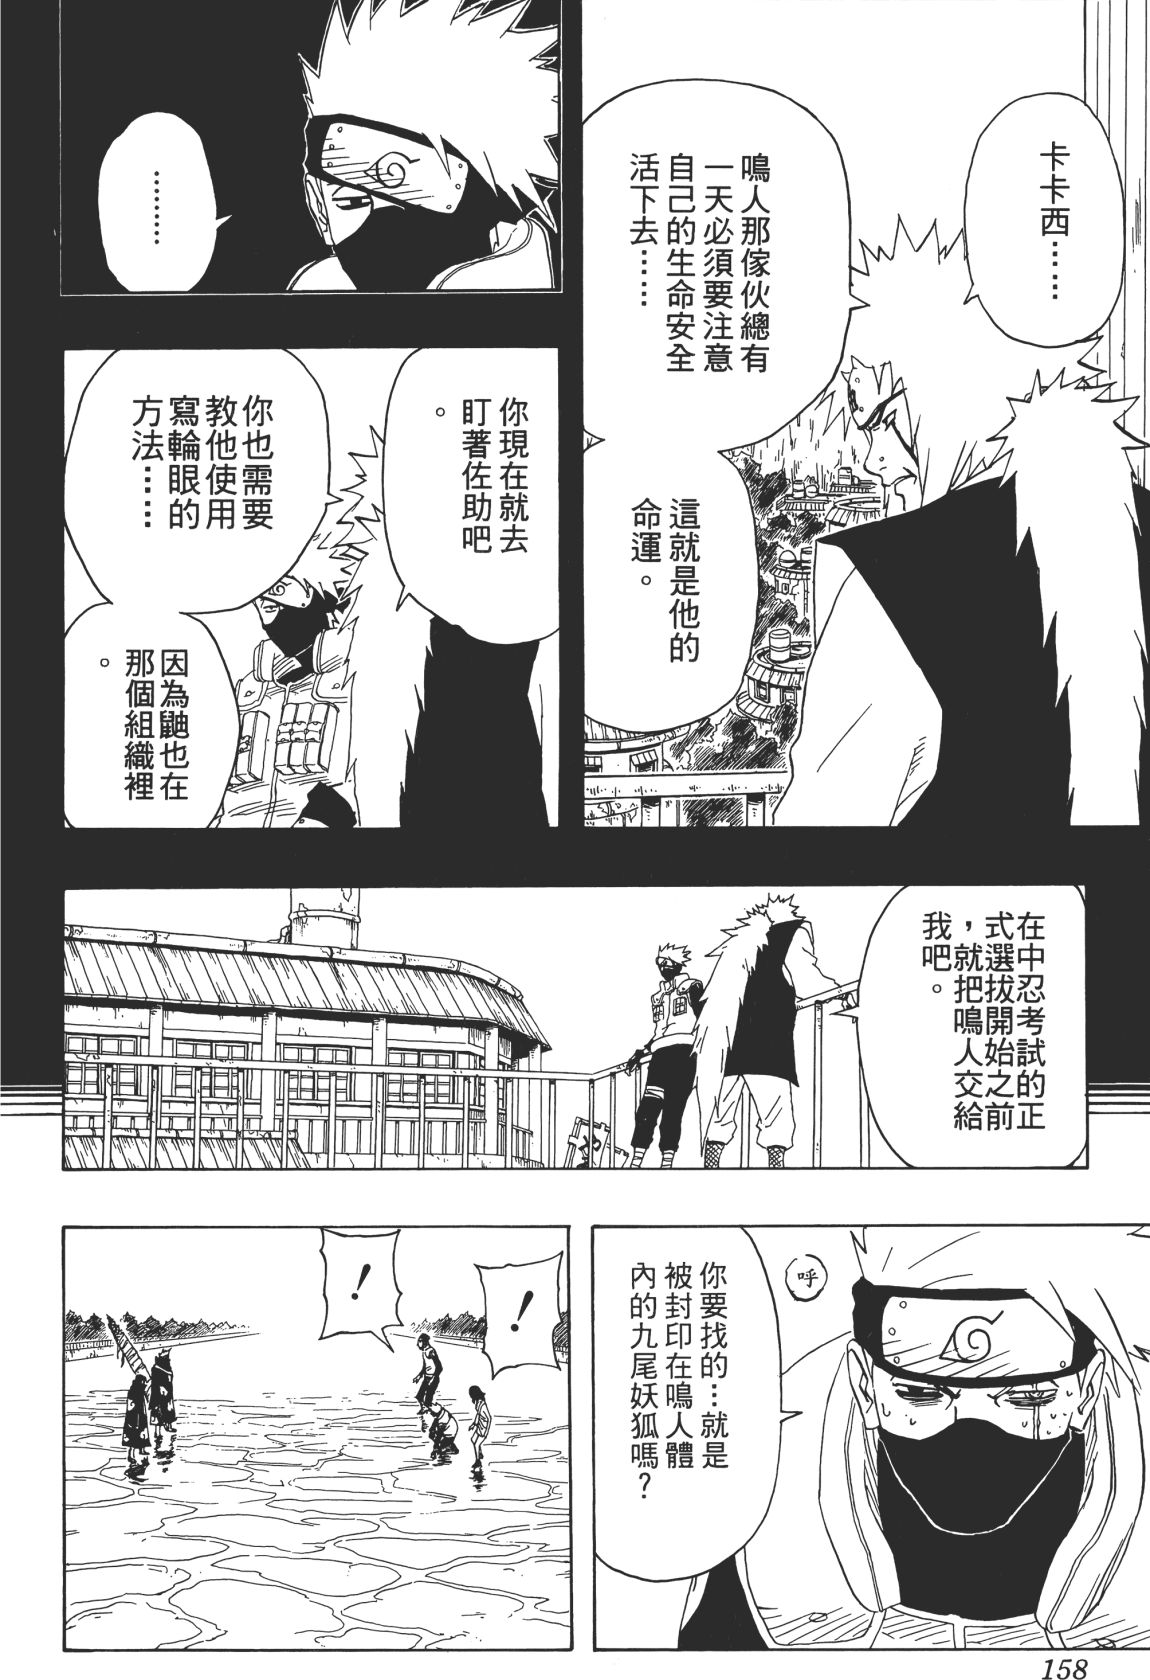 卡卡西……
鳴人那傢伙總有
一天必須要注意
自己的生命安全
活下去……
這就是他的
命運。
………
你現在就去
盯著佐助吧
。
你也需要
教他使用
寫輪眼的
方法……
因為鼬也在
那個組織裡
。
在中忍考試的正
式選拔開始之前
，就把鳴人交給
我吧。
呼
你要找的…就是
被封印在鳴人體
內的九尾妖狐嗎？
！
！
158